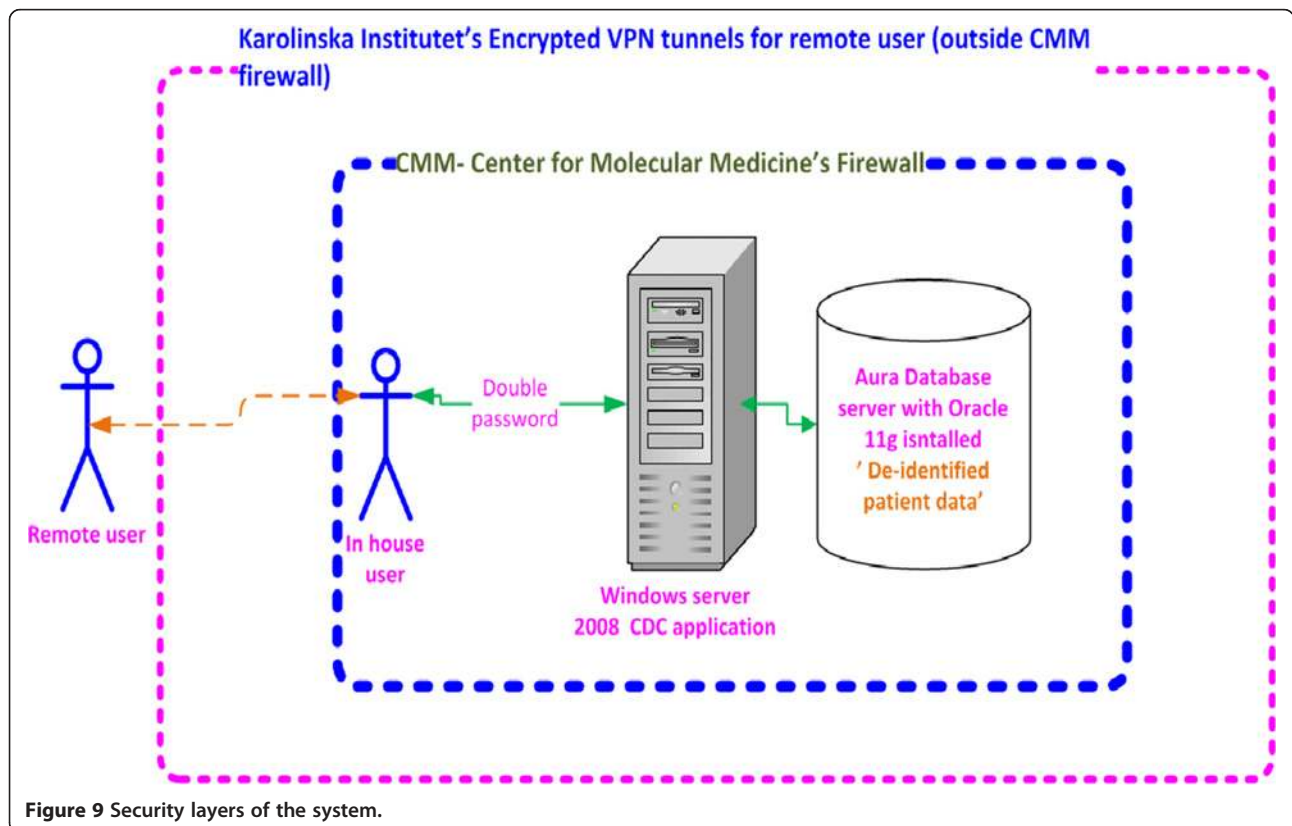 Karolinska Institutet's Encrypted VPN tunnels for remote user (outside CMM
firewall)
CMM- Center for Molecular Medicine's Firewall
Double
password
Aura Database
server with Oracle
11g isntalled
' De-identified
patient data'
Remote user
In house
user
Windows server
2008 CDC application
Figure 9 Security layers of the system.